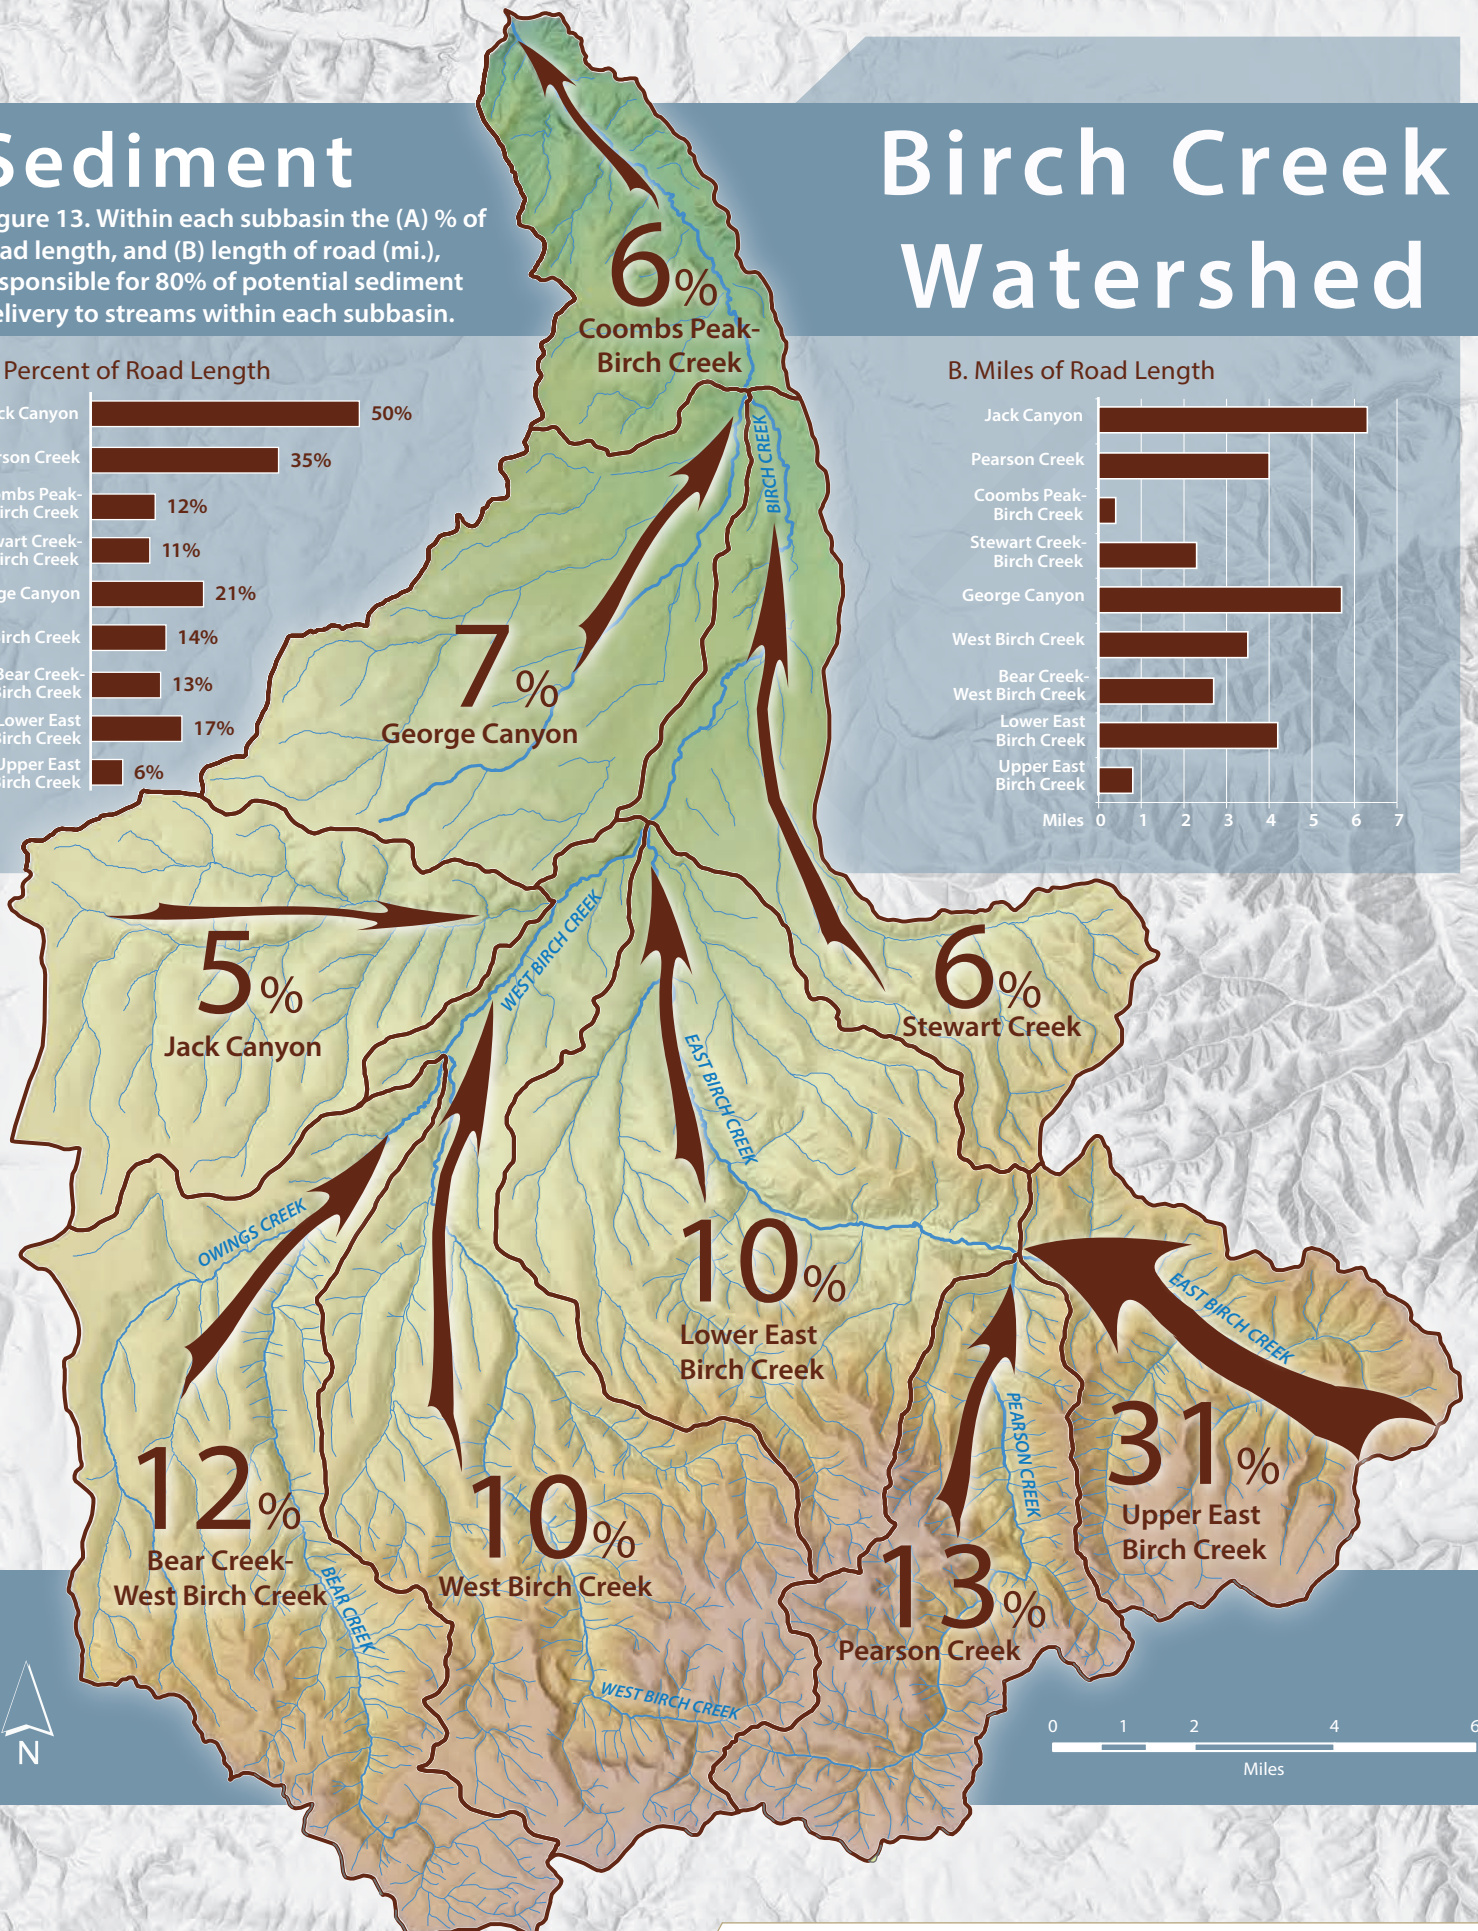 Sediment
gure 13. Within each subbasin the (A) % of
ad length, and (B) length of road (mi.),
sponsible for 80% of potential sediment
elivery to streams within each subbasin.
Birch Creek
Watershed
Percent of Road Length
ck Canyon
50%
rson Creek
35%
mbs Peak-
irch Creek
12%
wart Creek-
irch Creek
11%
ge Canyon
21%
irch Creek
14%
Bear Creek-
Birch Creek
13%
Lower East
Birch Creek
17%
Upper East
Birch Creek
6%
B. Miles of Road Length
Jack Canyon
Pearson Creek
Coombs Peak-
Birch Creek
Stewart Creek-
Birch Creek
George Canyon
West Birch Creek
Bear Creek-
West Birch Creek
Lower East
Birch Creek
Upper East
Birch Creek
Miles 0 1 2 3 4 5 6 7
6%
Coombs Peak-
Birch Creek
BIRCH CREEK
7%
George Canyon
5%
Jack Canyon
WEST BIRCH CREEK
6%
Stewart Creek
EAST BIRCH CREEK
OWINGS CREEK
10%
Lower East
Birch Creek
EAST BIRCH CREEK
PEARSON CREEK
31%
Upper East
Birch Creek
12%
Bear Creek-
West Birch Creek
BEAR CREEK
10%
West Birch Creek
13%
Pearson Creek
WEST BIRCH CREEK
N
0 1 2 4 6
Miles